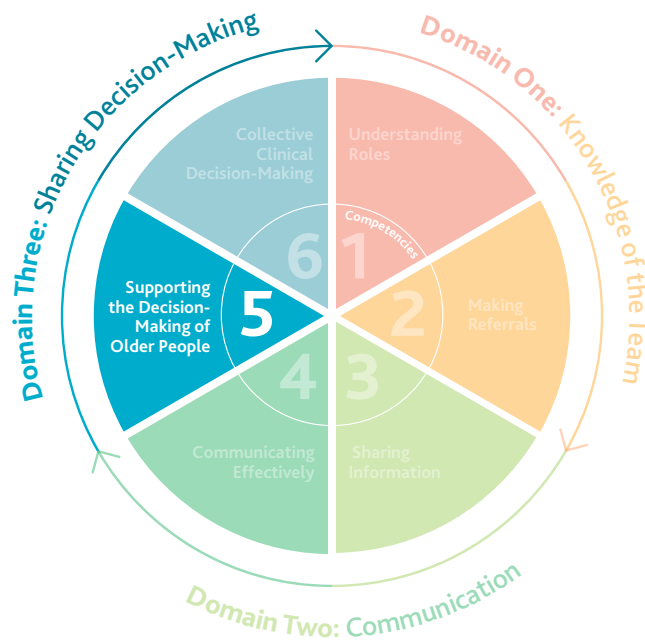 Domain One: Knowledge of the Team
Understanding
Roles
Competencies
1
2
Making
Referrals
3
Sharing
Information
Domain Two: Communication
4
Communicating
Effectively
Domain Three: Sharing Decision-Making
5
Supporting
the Decision-
Making of
Older People
6
Collective
Clinical
Decision-Making